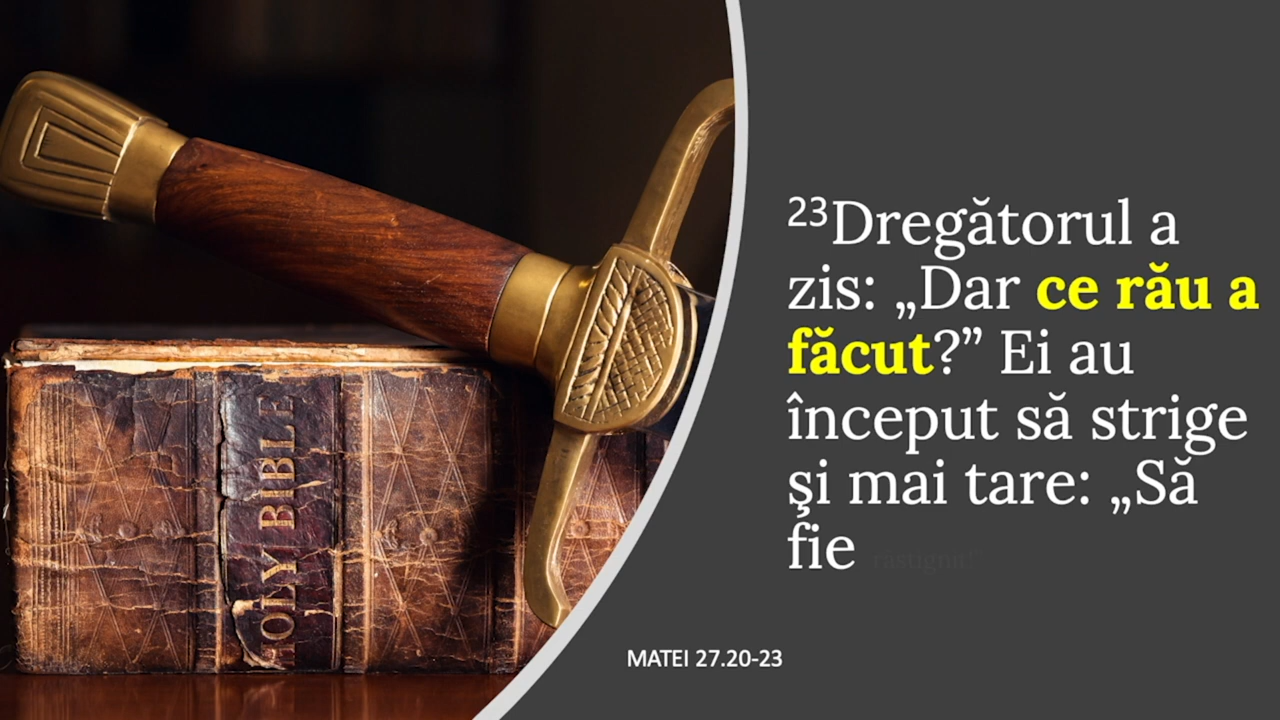 HOLY BIBLE
²³Dregătorul a
zis: „Dar ce rău a
făcut?” Ei au
început să strige
şi mai tare: „Să
fie răstignit!”
MATEI 27.20-23